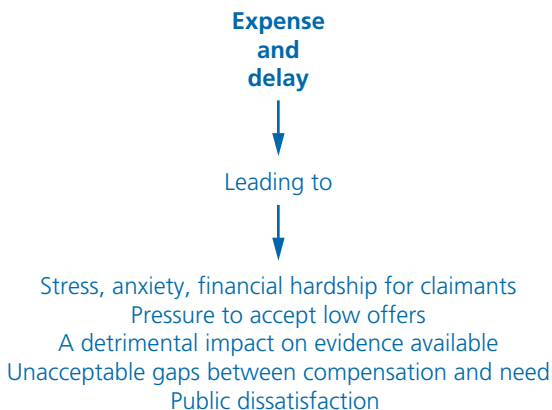 Expense
and
delay
Leading to
Stress, anxiety, financial hardship for claimants
Pressure to accept low offers
A detrimental impact on evidence available
Unacceptable gaps between compensation and need
Public dissatisfaction